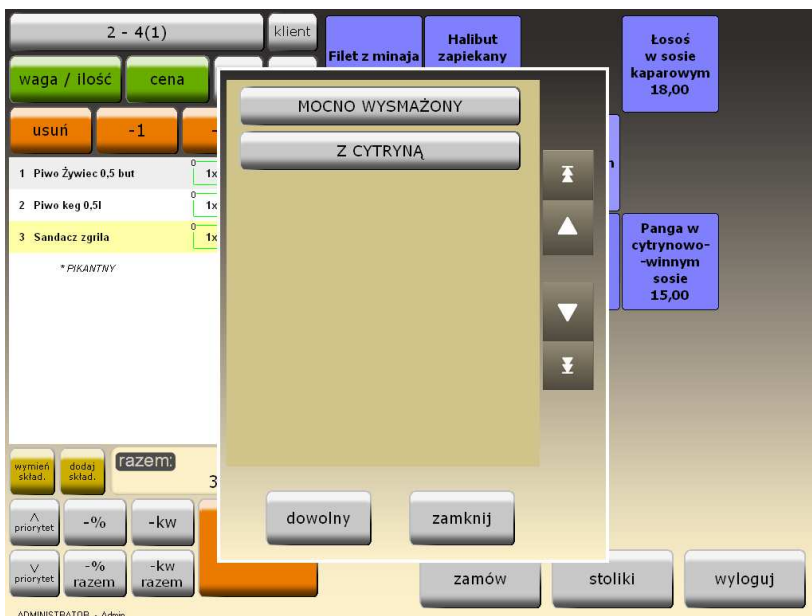 2 - 4(1)
klient
Filet z minaja
Halibut
zapiekany
Łosoś
w sosie
kaparowym
18,00
waga / ilość
cena
usuń
-1
MOCNO WYSMAŻONY
Z CYTRYNĄ
1 Piwo Żywiec 0,5 but
0
1x
2 Piwo keg 0,5l
0
1x
3 Sandacz zgrila
0
1x
* PIKANTNY
Panga w
cytrynowo-
-winnym
sosie
15,00
wymień
skład.
dodaj
skład.
razem:
3
dowolny
zamknij
priorytet
-%
-kw
priorytet
-%
razem
-kw
razem
zamów
stoliki
wyloguj
ADMINISTRATOR - Admin